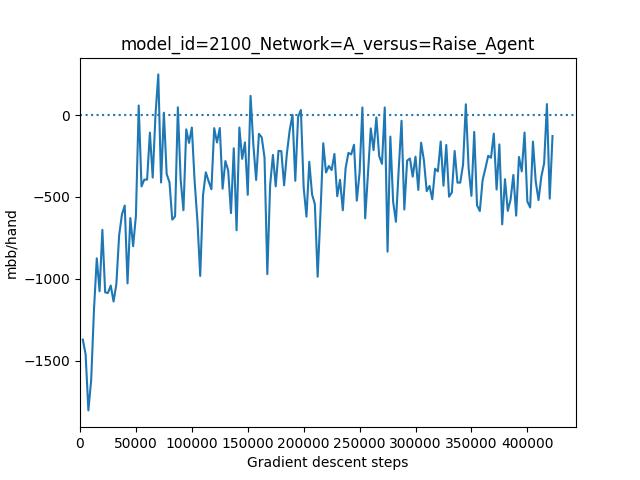 model_id=2100_Network=A_versus=Raise_Agent
mbb/hand
0
−500
−1000
−1500
0 50000 100000 150000 200000 250000 300000 350000 400000
Gradient descent steps